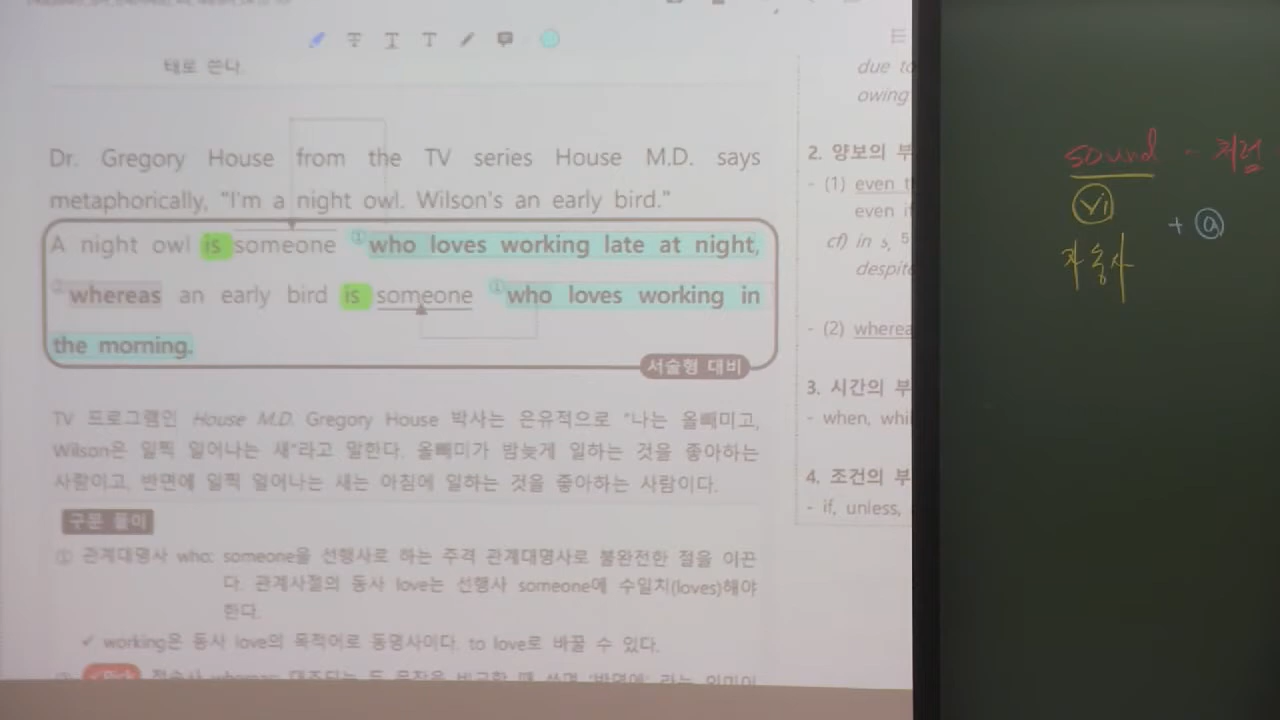 태로 쓴다.
Dr. Gregory House from the TV series House M.D. says
metaphorically, "I'm a night owl. Wilson's an early bird."
A night owl is someone ①who loves working late at night,
②whereas an early bird is someone ①who loves working in
the morning.
서술형 대비
TV 프로그램인 House M.D. Gregory House 박사는 은유적으로 "나는 올빼미고,
Wilson은 일찍 일어나는 새"라고 말한다. 올빼미가 밤늦게 일하는 것을 좋아하는
사람이고, 반면에 일찍 일어나는 새는 아침에 일하는 것을 좋아하는 사람이다.
구문 풀이
① 관계대명사 who: someone을 선행사로 하는 주격 관계대명사로 불완전한 절을 이끈
다. 관계사절의 동사 love는 선행사 someone에 수일치(loves)해야
한다.
✓ working은 동사 love의 목적어로 동명사이다. to love로 바꿀 수 있다.
due to
owing
2. 양보의 부
- (1) even t
even if
cf) in s, 5
despite
- (2) wherea
3. 시간의 부
- when, whi
4. 조건의 부
- if, unless,
sound - 처럼
vi + ⓐ
자동사